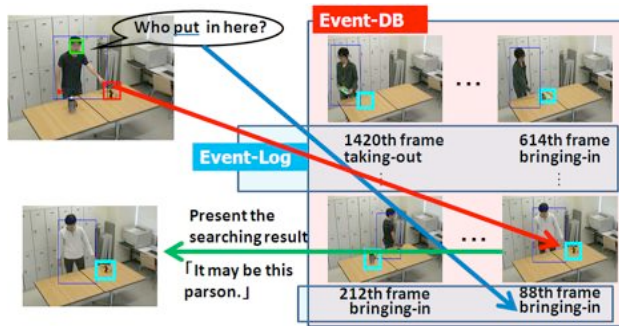 Who put in here?
Event-DB
...
...
Event-Log
1420th frame
taking-out
614th frame
bringing-in
⋮
⋮
Present the
searching result
「It may be this
parson.」
...
212th frame
bringing-in
88th frame
bringing-in